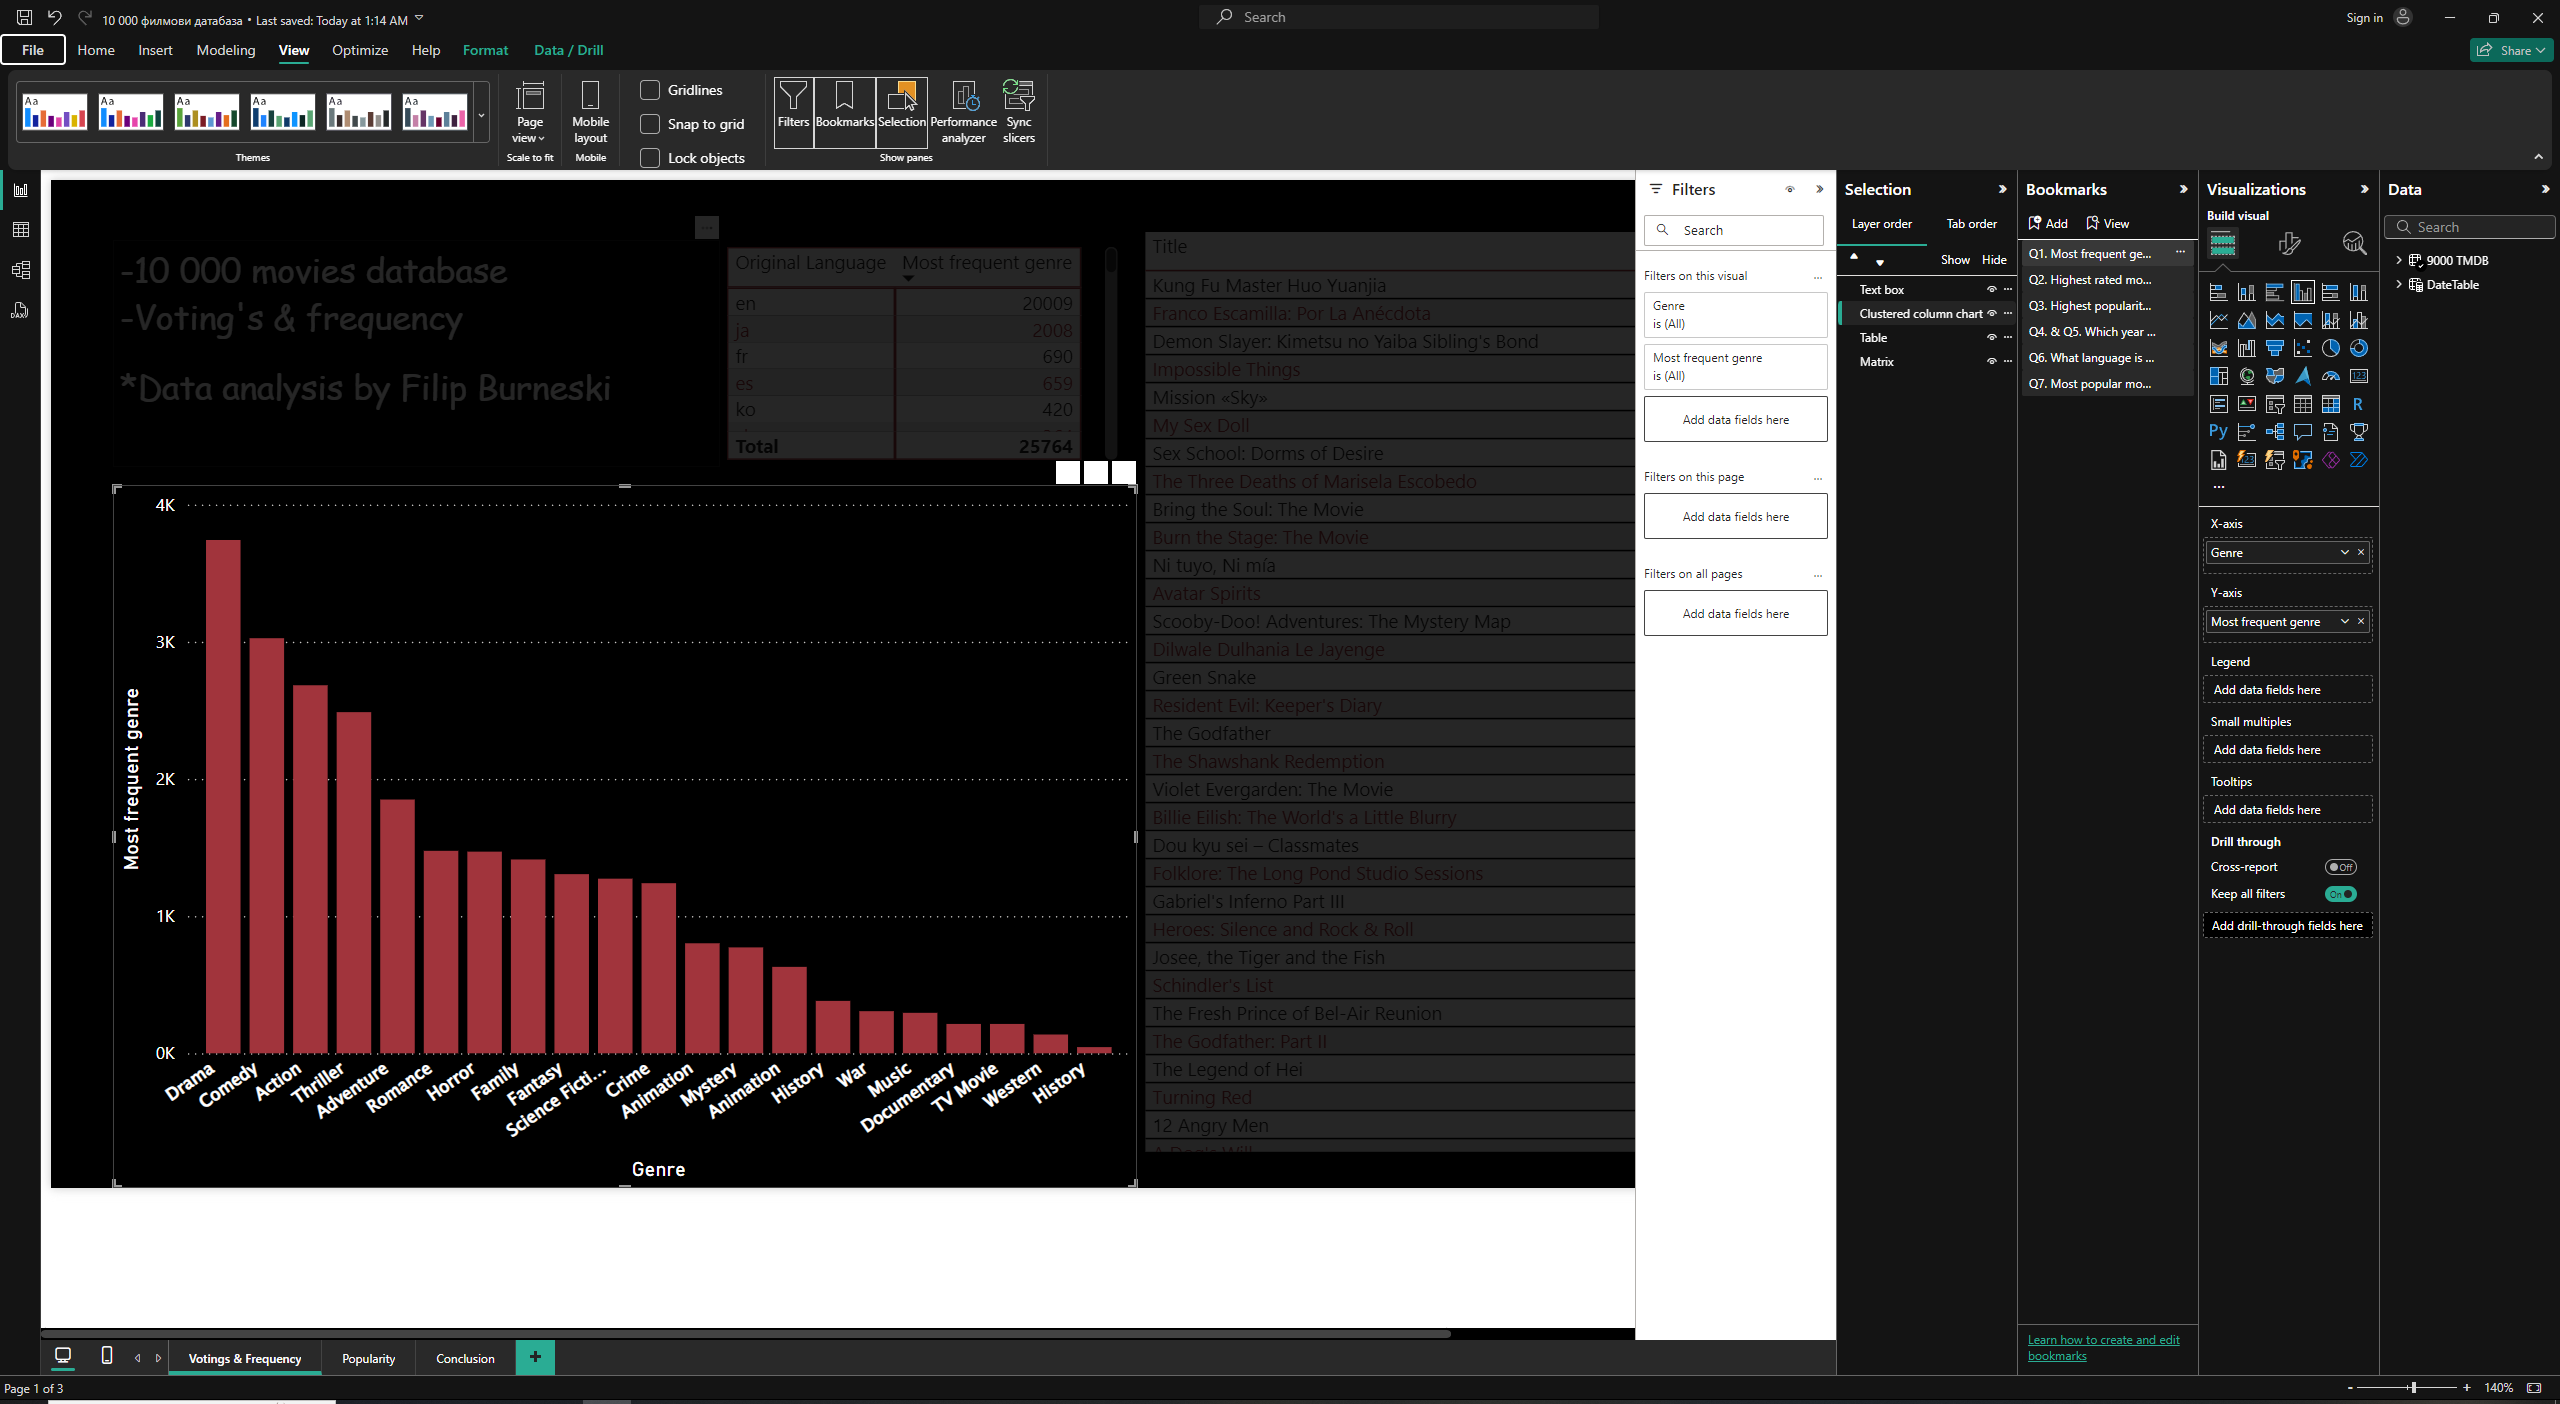 10 000 филмови датабаза • Last saved: Today at 1:14 AM
Search
Sign in
File
Home
Insert
Modeling
View
Optimize
Help
Format
Data / Drill
Share
Aa
Aa
Aa
Aa
Aa
Aa
Themes
Page view
Scale to fit
Mobile layout
Mobile
Gridlines
Snap to grid
Lock objects
Filters
Bookmarks
Selection
Performance analyzer
Sync slicers
Show panes
-10 000 movies database
-Voting's & frequency
*Data analysis by Filip Burneski
Original Language Most frequent genre
en 20009
ja 2008
fr 690
es 659
ko 420
Total 25764
Title
Kung Fu Master Huo Yuanjia
Franco Escamilla: Por La Anécdota
Demon Slayer: Kimetsu no Yaiba Sibling's Bond
Impossible Things
Mission «Sky»
My Sex Doll
Sex School: Dorms of Desire
The Three Deaths of Marisela Escobedo
Bring the Soul: The Movie
Burn the Stage: The Movie
Ni tuyo, Ni mía
Avatar Spirits
Scooby-Doo! Adventures: The Mystery Map
Dilwale Dulhania Le Jayenge
Green Snake
Resident Evil: Keeper's Diary
The Godfather
The Shawshank Redemption
Violet Evergarden: The Movie
Billie Eilish: The World's a Little Blurry
Dou kyu sei – Classmates
Folklore: The Long Pond Studio Sessions
Gabriel's Inferno Part III
Heroes: Silence and Rock & Roll
Josee, the Tiger and the Fish
Schindler's List
The Fresh Prince of Bel-Air Reunion
The Godfather: Part II
The Legend of Hei
Turning Red
12 Angry Men
4K
3K
2K
1K
0K
Most frequent genre
Drama
Comedy
Action
Thriller
Adventure
Romance
Horror
Family
Fantasy
Science Ficti...
Crime
Animation
Mystery
Animation
History
War
Music
Documentary
TV Movie
Western
History
Genre
Filters
Search
Filters on this visual
Genre
is (All)
Most frequent genre
is (All)
Add data fields here
Filters on this page
Add data fields here
Filters on all pages
Add data fields here
Selection
Layer order
Tab order
Show
Hide
Text box
Clustered column chart
Table
Matrix
Bookmarks
Add
View
Q1. Most frequent ge...
Q2. Highest rated mo...
Q3. Highest popularit...
Q4. & Q5. Which year ...
Q6. What language is ...
Q7. Most popular mo...
Learn how to create and edit bookmarks
Visualizations
Build visual
123
R
Py
123
X-axis
Genre
Y-axis
Most frequent genre
Legend
Add data fields here
Small multiples
Add data fields here
Tooltips
Add data fields here
Drill through
Cross-report
Off
Keep all filters
On
Add drill-through fields here
Data
Search
9000 TMDB
DateTable
DAX
Votings & Frequency
Popularity
Conclusion
+
Page 1 of 3
- + 140%